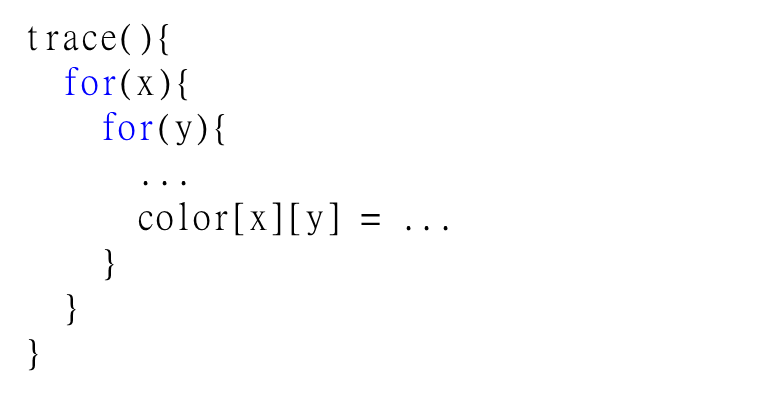 trace(){
  for(x){
    for(y){
      ...
      color[x][y] = ...
    }
  }
}